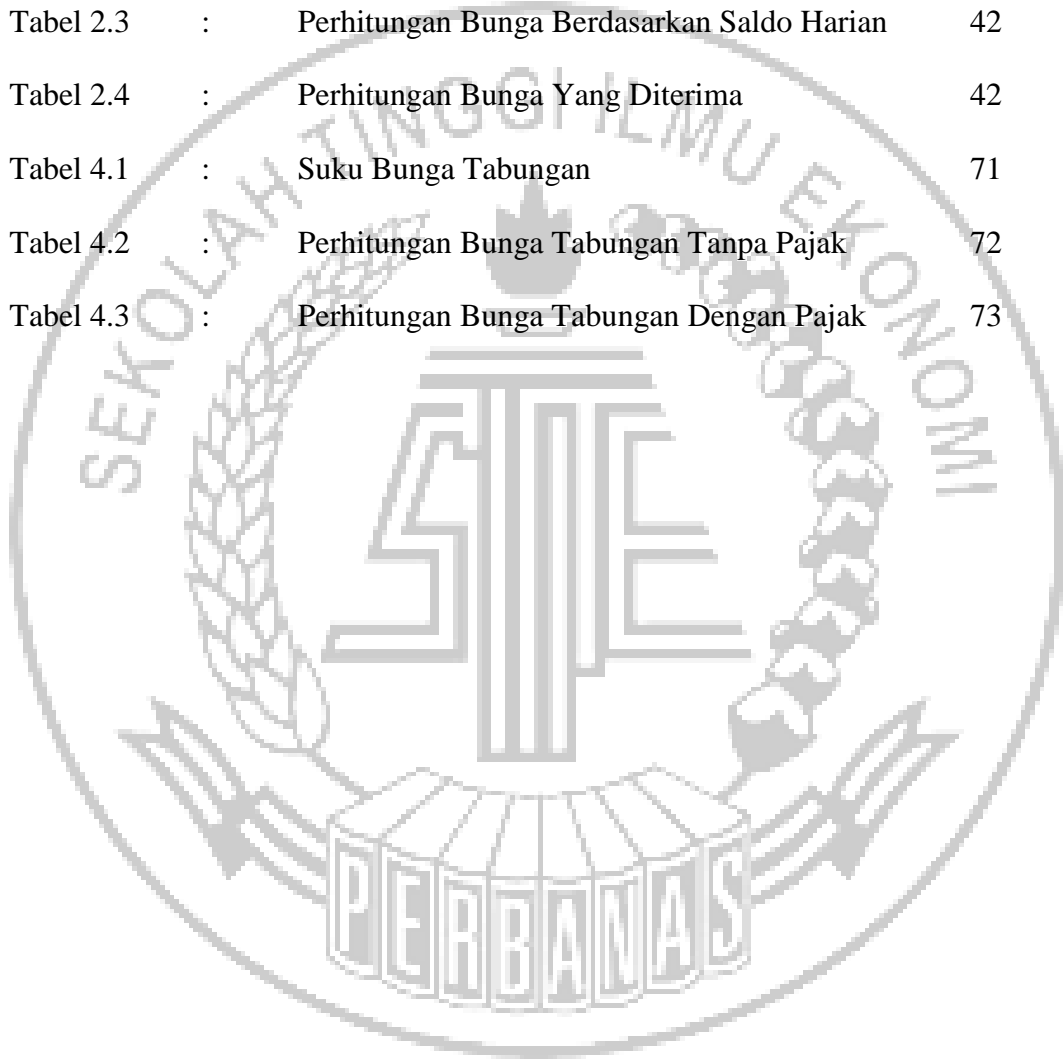 Tabel 2.3 : Perhitungan Bunga Berdasarkan Saldo Harian 42
Tabel 2.4 : Perhitungan Bunga Yang Diterima 42
Tabel 4.1 : Suku Bunga Tabungan 71
Tabel 4.2 : Perhitungan Bunga Tabungan Tanpa Pajak 72
Tabel 4.3 : Perhitungan Bunga Tabungan Dengan Pajak 73
SEKOLAH TINGGI ILMU EKONOMI
STIE
PERBANAS